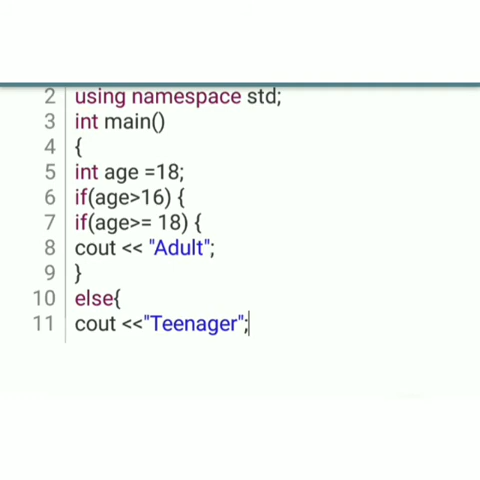 2 using namespace std;
3 int main()
4 {
5 int age =18;
6 if(age>16) {
7 if(age>= 18) {
8 cout << "Adult";
9 }
10 else{
11 cout <<"Teenager";